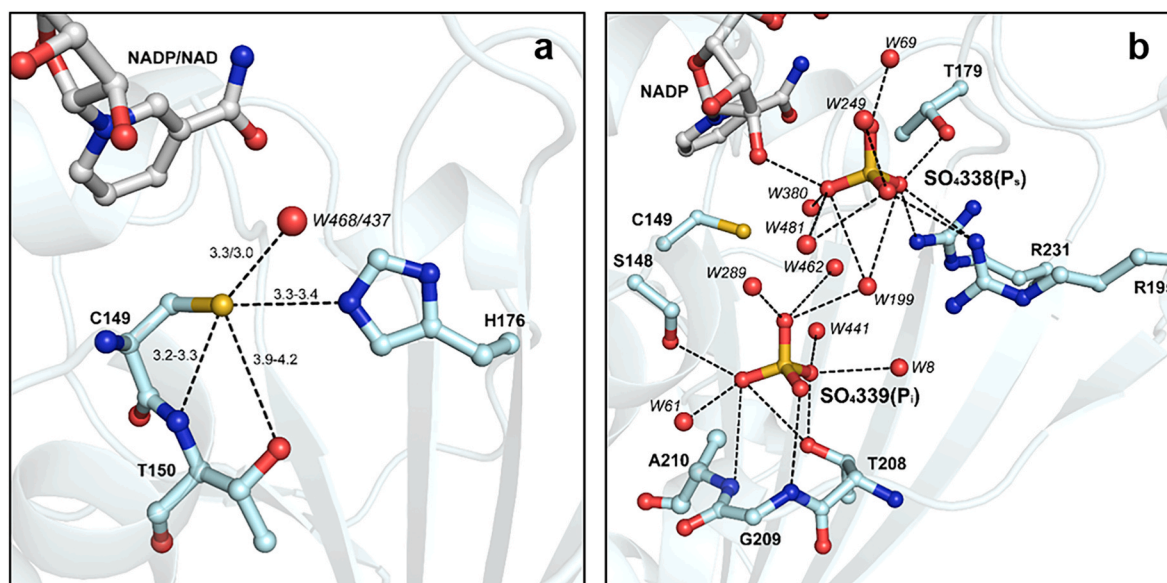 a
NADP/NAD
W468/437
3.3/3.0
3.3-3.4
C149
H176
3.2-3.3
3.9-4.2
T150
b
W69
T179
NADP
W249
SO₄338(Pₛ)
W380
C149
W481
S148
W462
R231
W289
W199
R195
W441
W8
SO₄339(Pᵢ)
W61
A210
T208
G209